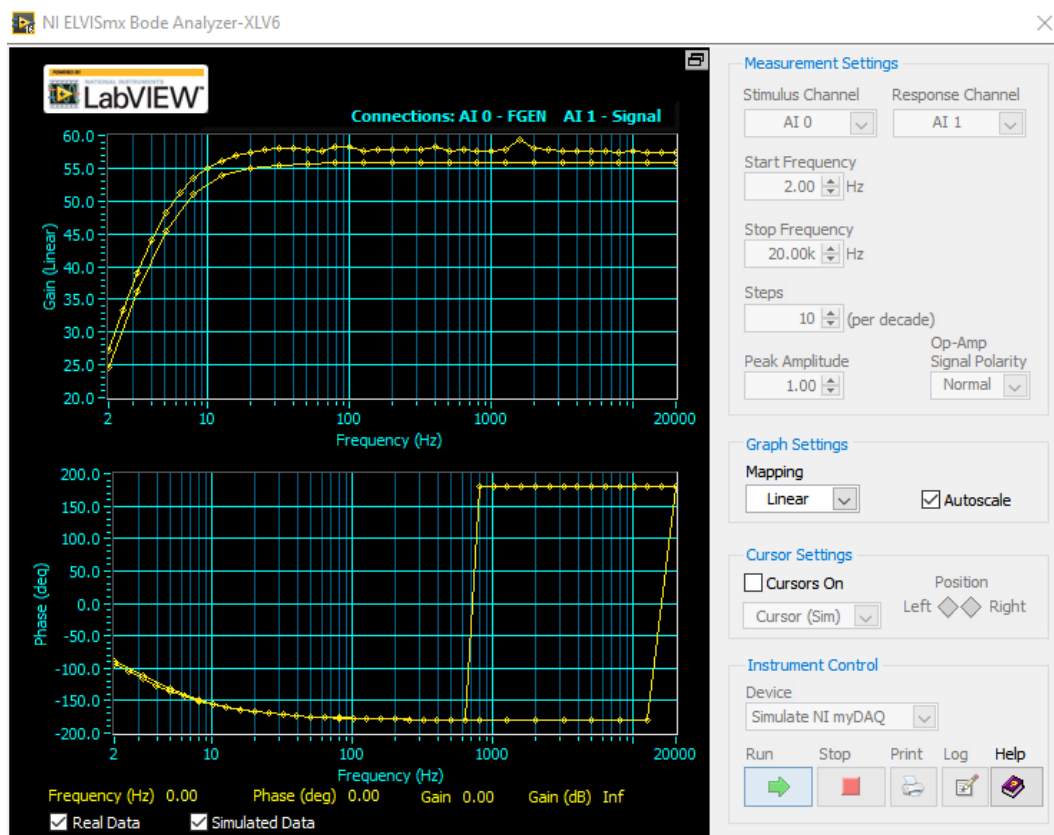 NI ELVISmx Bode Analyzer-XLV6
POWERED BY
NATIONAL INSTRUMENTS
LabVIEW™
Connections: AI 0 - FGEN AI 1 - Signal
60.0
55.0
50.0
45.0
40.0
35.0
30.0
25.0
20.0
Gain (Linear)
2 10 100 1000 20000
Frequency (Hz)
200.0
150.0
100.0
50.0
0.0
-50.0
-100.0
-150.0
-200.0
Phase (deg)
2 10 100 1000 20000
Frequency (Hz)
Frequency (Hz) 0.00 Phase (deg) 0.00 Gain 0.00 Gain (dB) Inf
Real Data Simulated Data
Measurement Settings
Stimulus Channel Response Channel
AI 0 AI 1
Start Frequency
2.00 Hz
Stop Frequency
20.00k Hz
Steps
10 (per decade)
Peak Amplitude
1.00
Op-Amp
Signal Polarity
Normal
Graph Settings
Mapping
Linear Autoscale
Cursor Settings
Cursors On Position
Cursor (Sim) Left Right
Instrument Control
Device
Simulate NI myDAQ
Run Stop Print Log Help